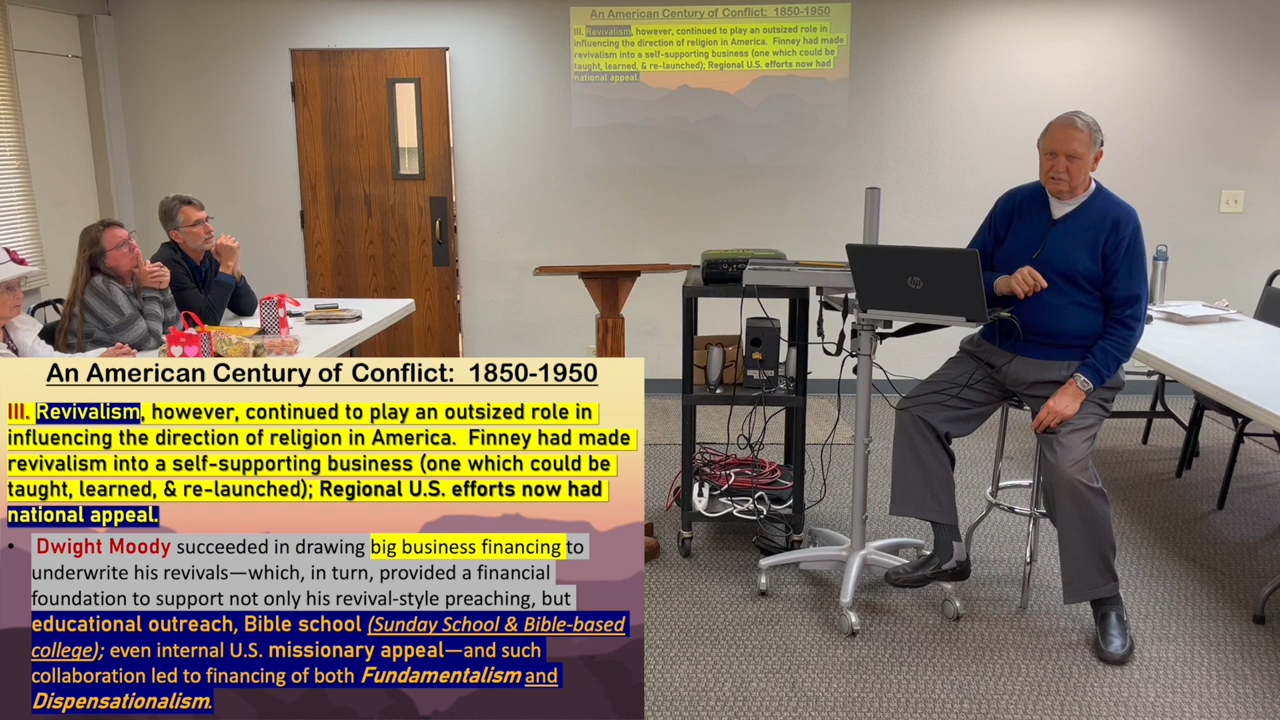 An American Century of Conflict: 1850-1950
III. Revivalism, however, continued to play an outsized role in
influencing the direction of religion in America. Finney had made
revivalism into a self-supporting business (one which could be
taught, learned, & re-launched); Regional U.S. efforts now had
national appeal.
hp
An American Century of Conflict: 1850-1950
III. Revivalism, however, continued to play an outsized role in
influencing the direction of religion in America. Finney had made
revivalism into a self-supporting business (one which could be
taught, learned, & re-launched); Regional U.S. efforts now had
national appeal.
• Dwight Moody succeeded in drawing big business financing to
underwrite his revivals—which, in turn, provided a financial
foundation to support not only his revival-style preaching, but
educational outreach, Bible school (Sunday School & Bible-based
college); even internal U.S. missionary appeal—and such
collaboration led to financing of both Fundamentalism and
Dispensationalism.